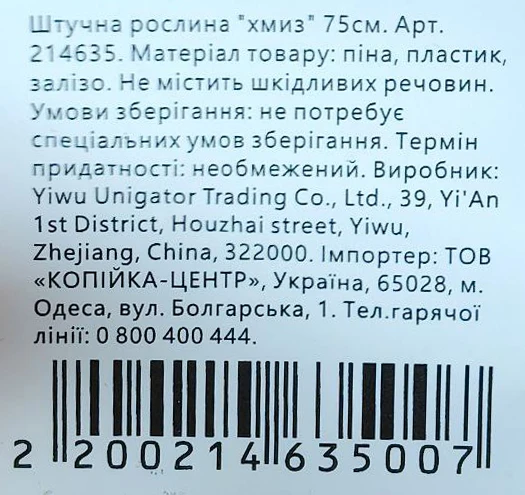 Штучна рослина "хмиз" 75см. Арт.
214635. Матеріал товару: піна, пластик,
залізо. Не містить шкідливих речовин.
Умови зберігання: не потребує
спеціальних умов зберігання. Термін
придатності: необмежений. Виробник:
Yiwu Unigator Trading Co., Ltd., 39, Yi'An
1st District, Houzhai street, Yiwu,
Zhejiang, China, 322000. Імпортер: ТОВ
«КОПІЙКА-ЦЕНТР», Україна, 65028, м.
Одеса, вул. Болгарська, 1. Тел.гарячої
лінії: 0 800 400 444.
2 200214 635007